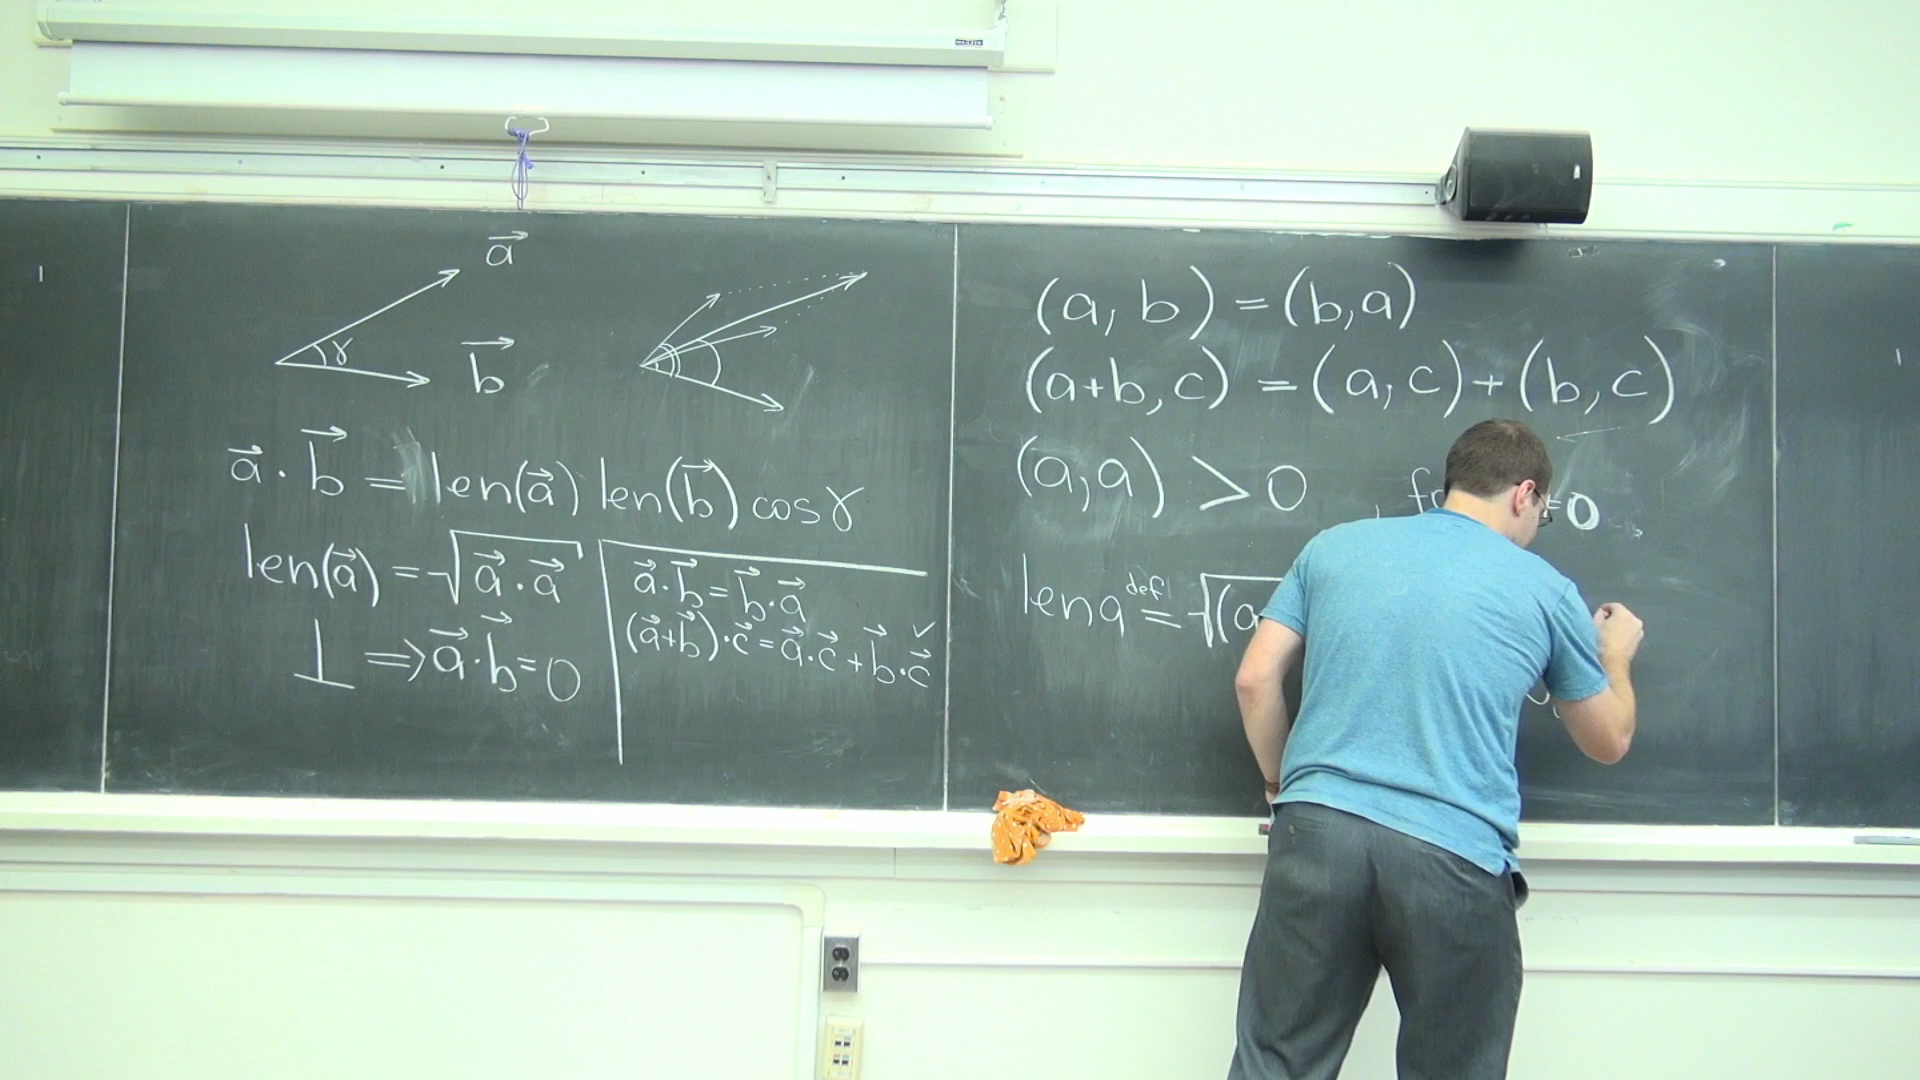 a⃗
γ
b⃗
a⃗ · b⃗ = len(a⃗) len(b⃗) cos γ
len(a⃗) = √a⃗ · a⃗
⊥ ⟹ a⃗ · b⃗ = 0
a⃗ · b⃗ = b⃗ · a⃗
(a⃗+b⃗) · c⃗ = a⃗ · c⃗ + b⃗ · c⃗ ✓
(a, b) = (b, a)
(a+b, c) = (a, c) + (b, c)
(a, a) > 0 , =0
len a def = √(a